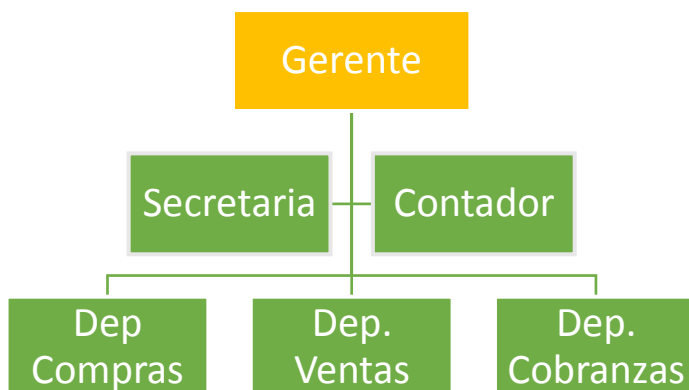 Gerente
Secretaria
Contador
Dep
Compras
Dep.
Ventas
Dep.
Cobranzas